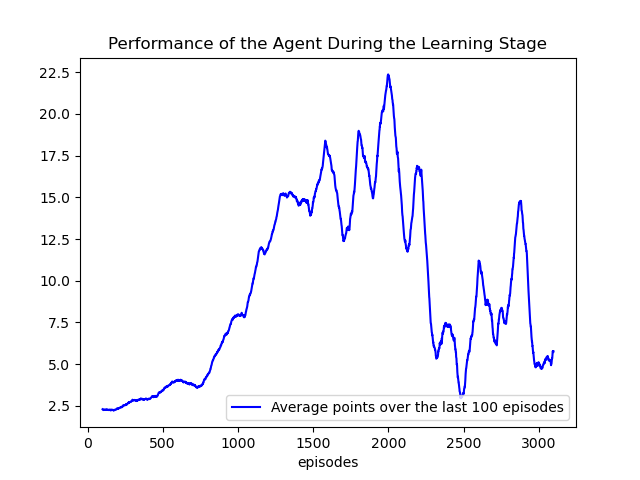 Performance of the Agent During the Learning Stage
22.5
20.0
17.5
15.0
12.5
10.0
7.5
5.0
2.5
Average points over the last 100 episodes
0 500 1000 1500 2000 2500 3000
episodes